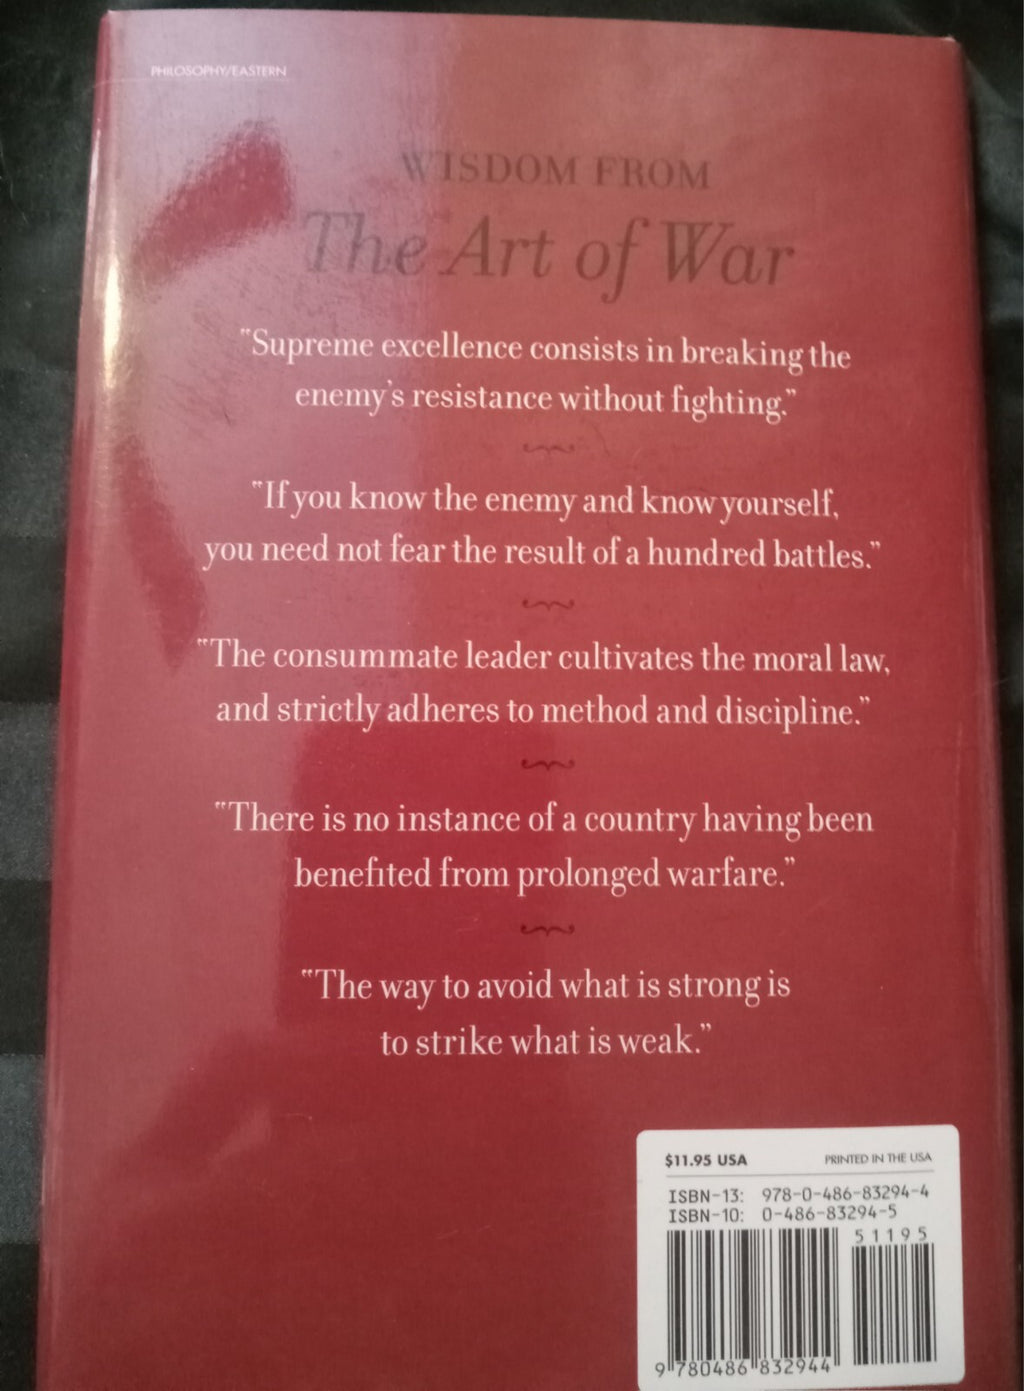 PHILOSOPHY/EASTERN
WISDOM FROM
The Art of War
"Supreme excellence consists in breaking the
enemy's resistance without fighting."
"If you know the enemy and know yourself,
you need not fear the result of a hundred battles."
"The consummate leader cultivates the moral law,
and strictly adheres to method and discipline."
"There is no instance of a country having been
benefited from prolonged warfare."
"The way to avoid what is strong is
to strike what is weak."
$11.95 USA PRINTED IN THE USA
ISBN-13: 978-0-486-83294-4
ISBN-10: 0-486-83294-5
51195
9 780486 832944